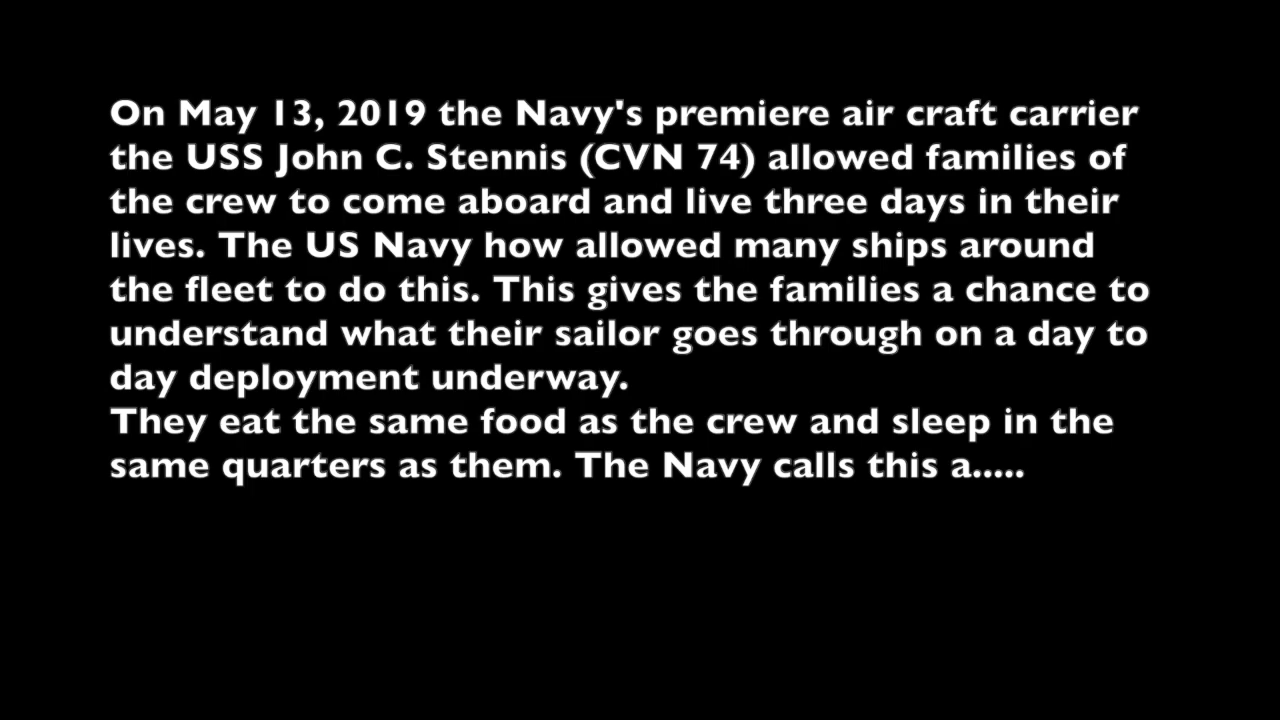 On May 13, 2019 the Navy's premiere air craft carrier
the USS John C. Stennis (CVN 74) allowed families of
the crew to come aboard and live three days in their
lives. The US Navy how allowed many ships around
the fleet to do this. This gives the families a chance to
understand what their sailor goes through on a day to
day deployment underway.
They eat the same food as the crew and sleep in the
same quarters as them. The Navy calls this a.....